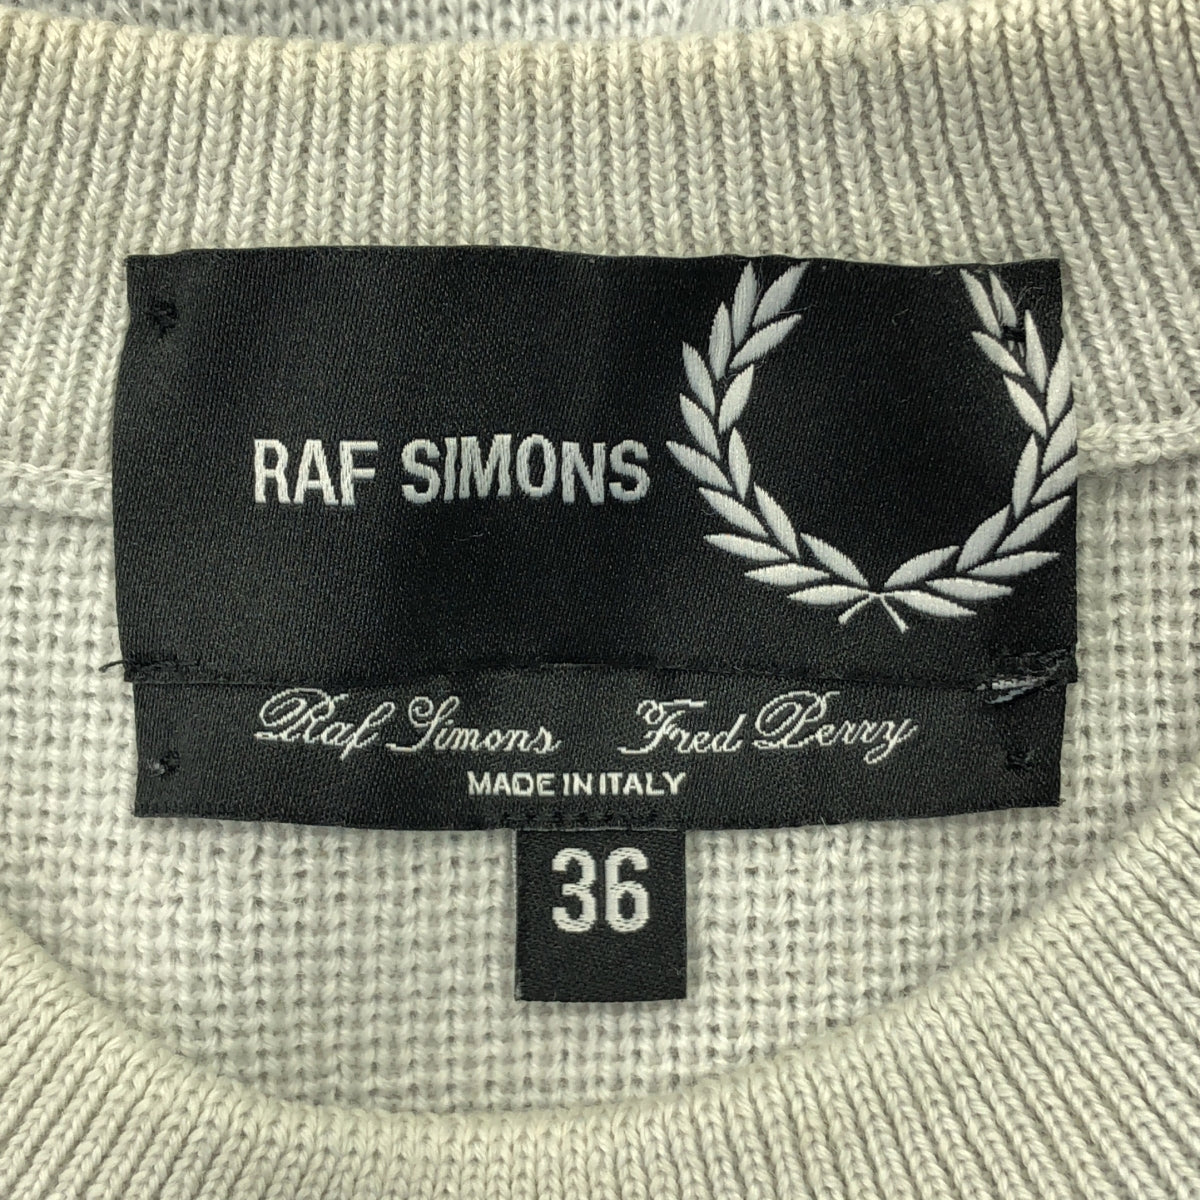 RAF SIMONS
Raf Simons Fred Perry
MADE IN ITALY
36